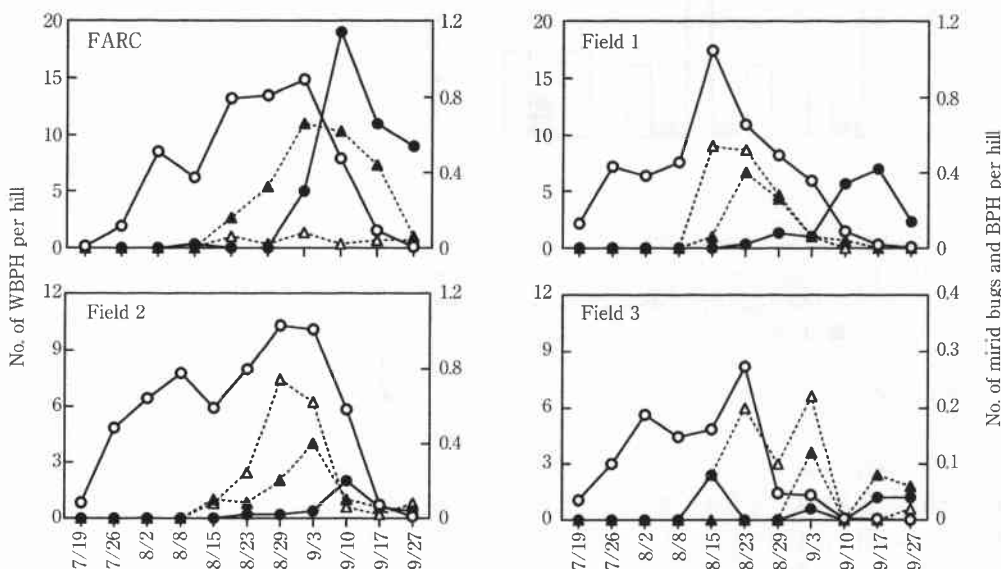 20 1.2 20 1.2
FARC Field 1
15 15
0.8 0.8
10 10
0.4 0.4
5 5
0 0 0 0
No. of WBPH per hill
No. of mirid bugs and BPH per hill
12 1.2 12 0.4
Field 2 Field 3
9 0.8 9 0.3
6 6 0.2
0.4
3 3 0.1
0 0 0 0
7/19 7/26 8/2 8/8 8/15 8/23 8/29 9/3 9/10 9/17 9/27 7/19 7/26 8/2 8/8 8/15 8/23 8/29 9/3 9/10 9/17 9/27